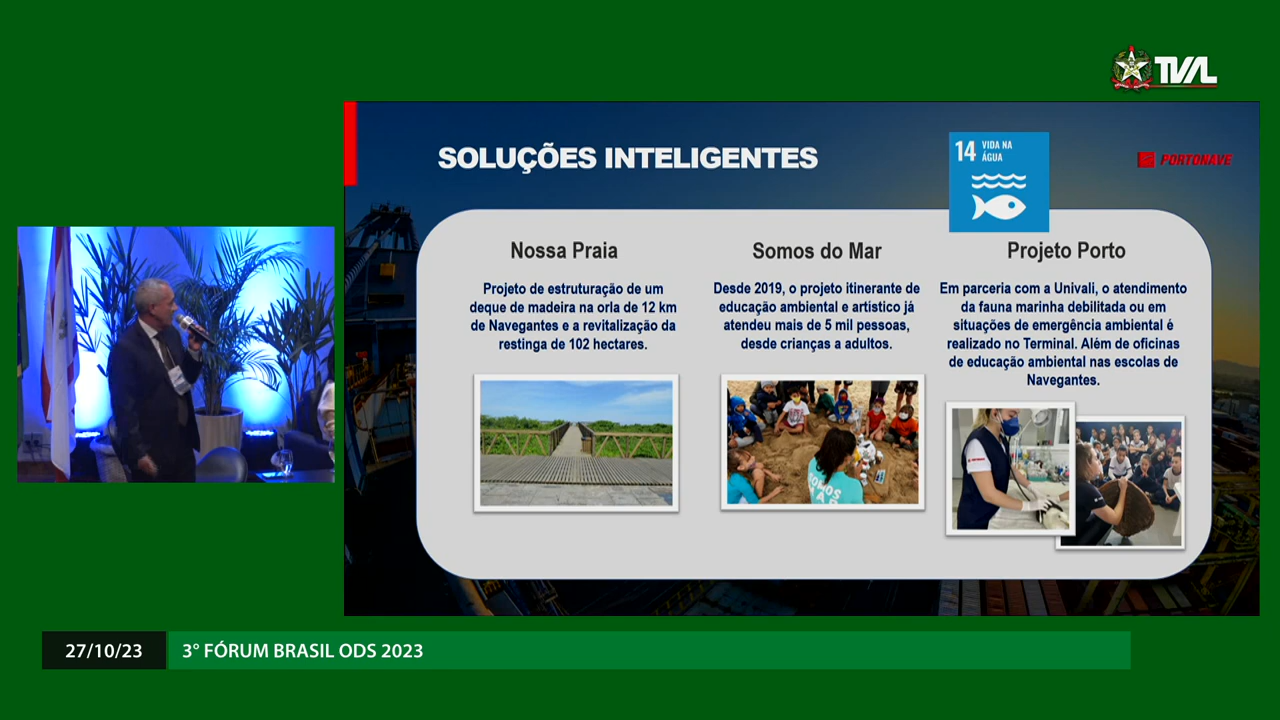 TVAL
SOLUÇÕES INTELIGENTES
14 VIDA NA
ÁGUA
PORTONAVE
Nossa Praia
Projeto de estruturação de um
deque de madeira na orla de 12 km
de Navegantes e a revitalização da
restinga de 102 hectares.
Somos do Mar
Desde 2019, o projeto itinerante de
educação ambiental e artístico já
atendeu mais de 5 mil pessoas,
desde crianças a adultos.
Projeto Porto
Em parceria com a Univali, o atendimento
da fauna marinha debilitada ou em
situações de emergência ambiental é
realizado no Terminal. Além de oficinas
de educação ambiental nas escolas de
Navegantes.
SOMOS
27/10/23
3° FÓRUM BRASIL ODS 2023